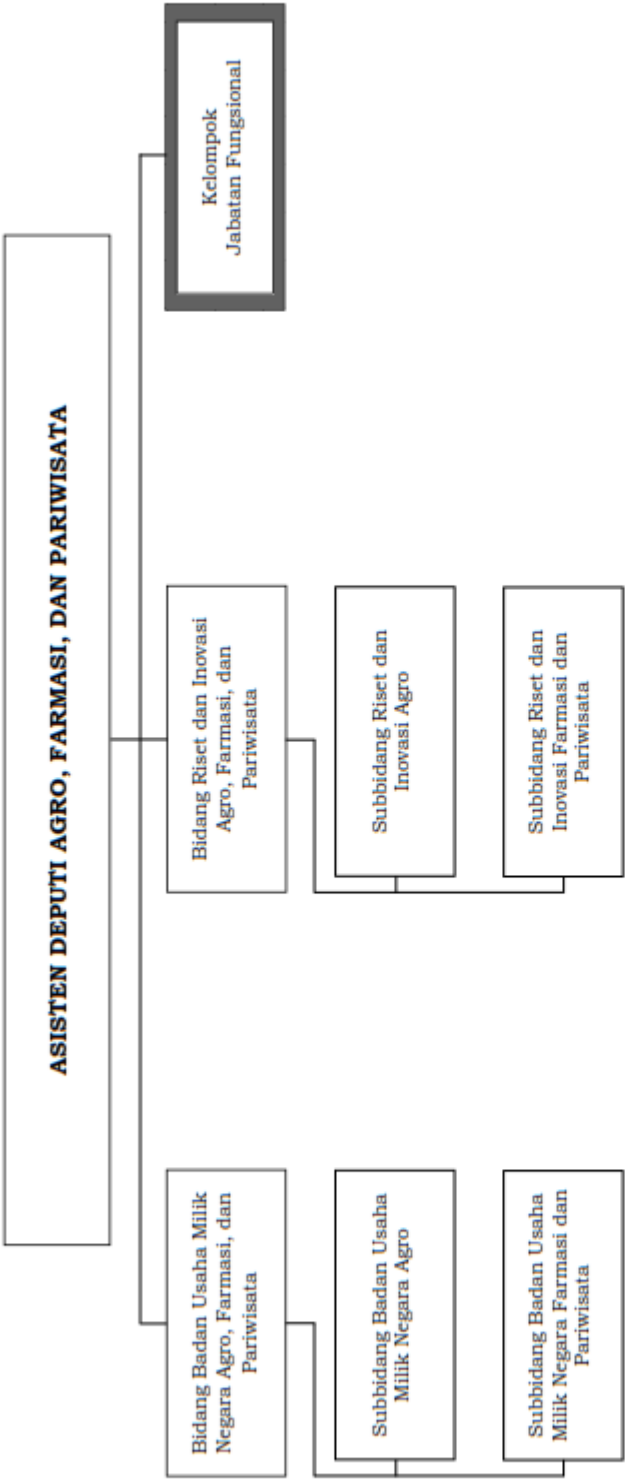 ASISTEN DEPUTI AGRO, FARMASI, DAN PARIWISATA
Bidang Badan Usaha Milik
Negara Agro, Farmasi, dan
Pariwisata
Subbidang Badan Usaha
Milik Negara Agro
Subbidang Badan Usaha
Milik Negara Farmasi dan
Pariwisata
Bidang Riset dan Inovasi
Agro, Farmasi, dan
Pariwisata
Subbidang Riset dan
Inovasi Agro
Subbidang Riset dan
Inovasi Farmasi dan
Pariwisata
Kelompok
Jabatan Fungsional